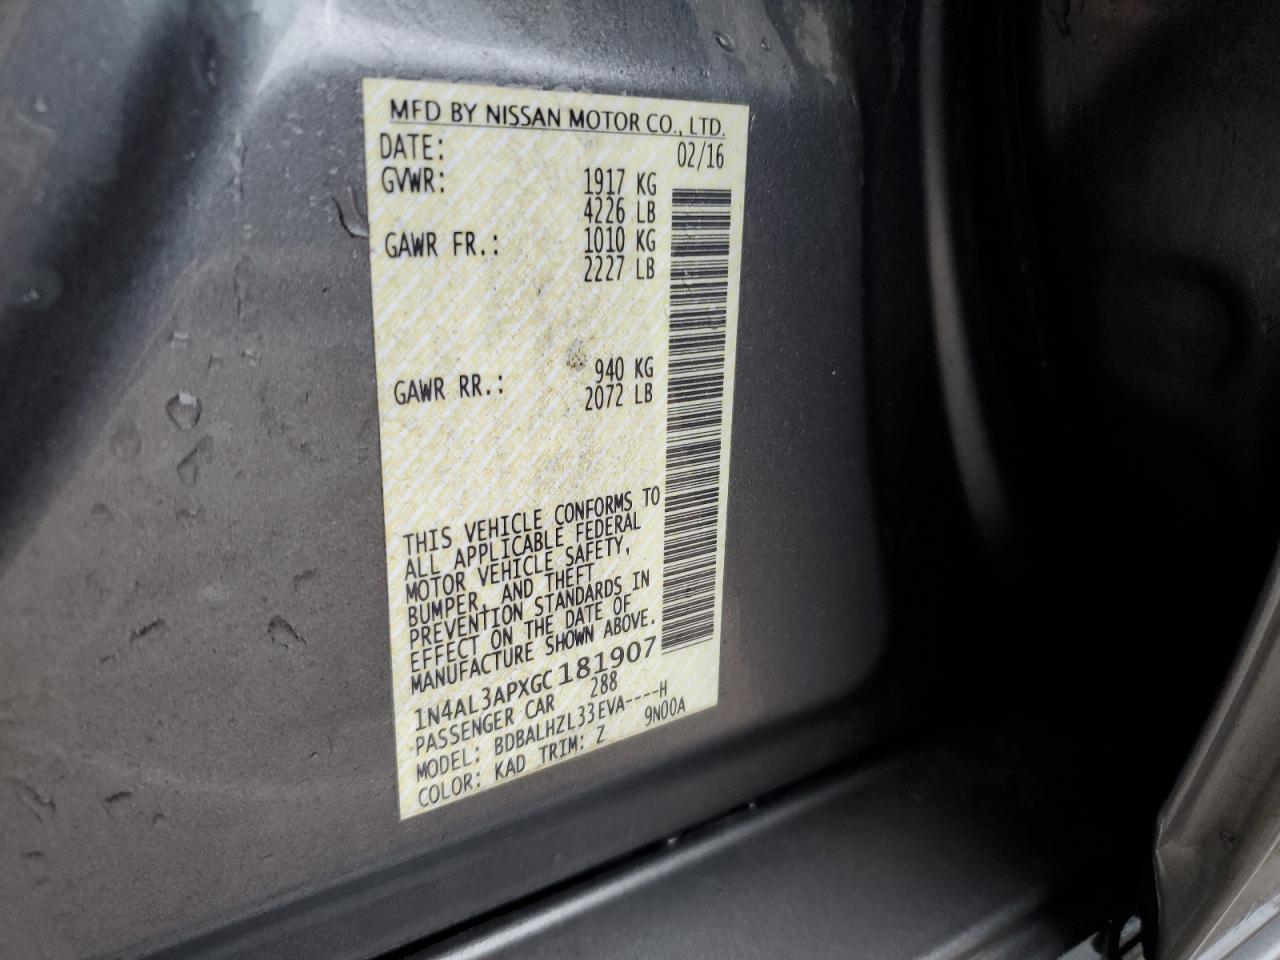 MFD BY NISSAN MOTOR CO., LTD.
DATE: 02/16
GVWR: 1917 KG
4226 LB
GAWR FR.: 1010 KG
2227 LB
GAWR RR.: 940 KG
2072 LB
THIS VEHICLE CONFORMS TO
ALL APPLICABLE FEDERAL
MOTOR VEHICLE SAFETY,
BUMPER, AND THEFT
PREVENTION STANDARDS IN
EFFECT ON THE DATE OF
MANUFACTURE SHOWN ABOVE.
1N4AL3APXGC181907
PASSENGER CAR 288
MODEL: BDBALHZL33EVA----H
COLOR: KAD TRIM: Z 9N00A